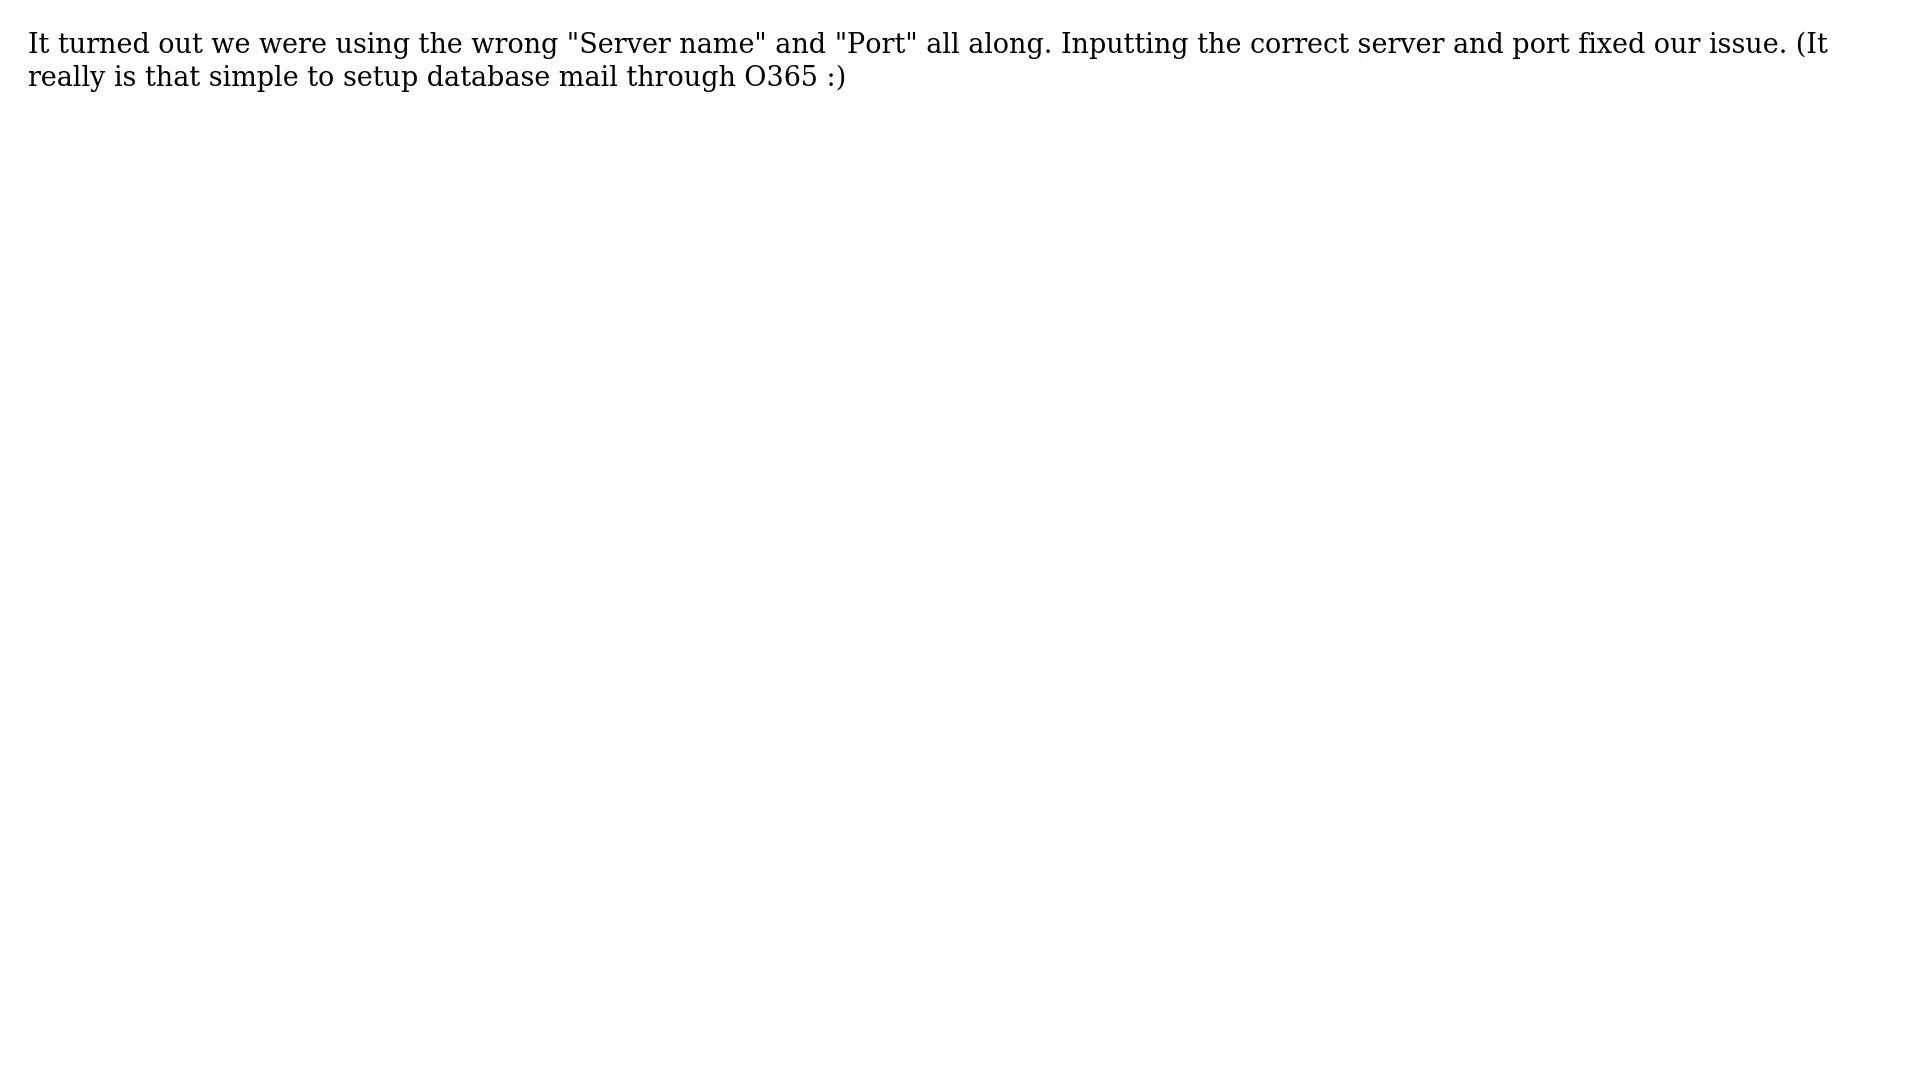 It turned out we were using the wrong "Server name" and "Port" all along. Inputting the correct server and port fixed our issue. (It
really is that simple to setup database mail through O365 :)